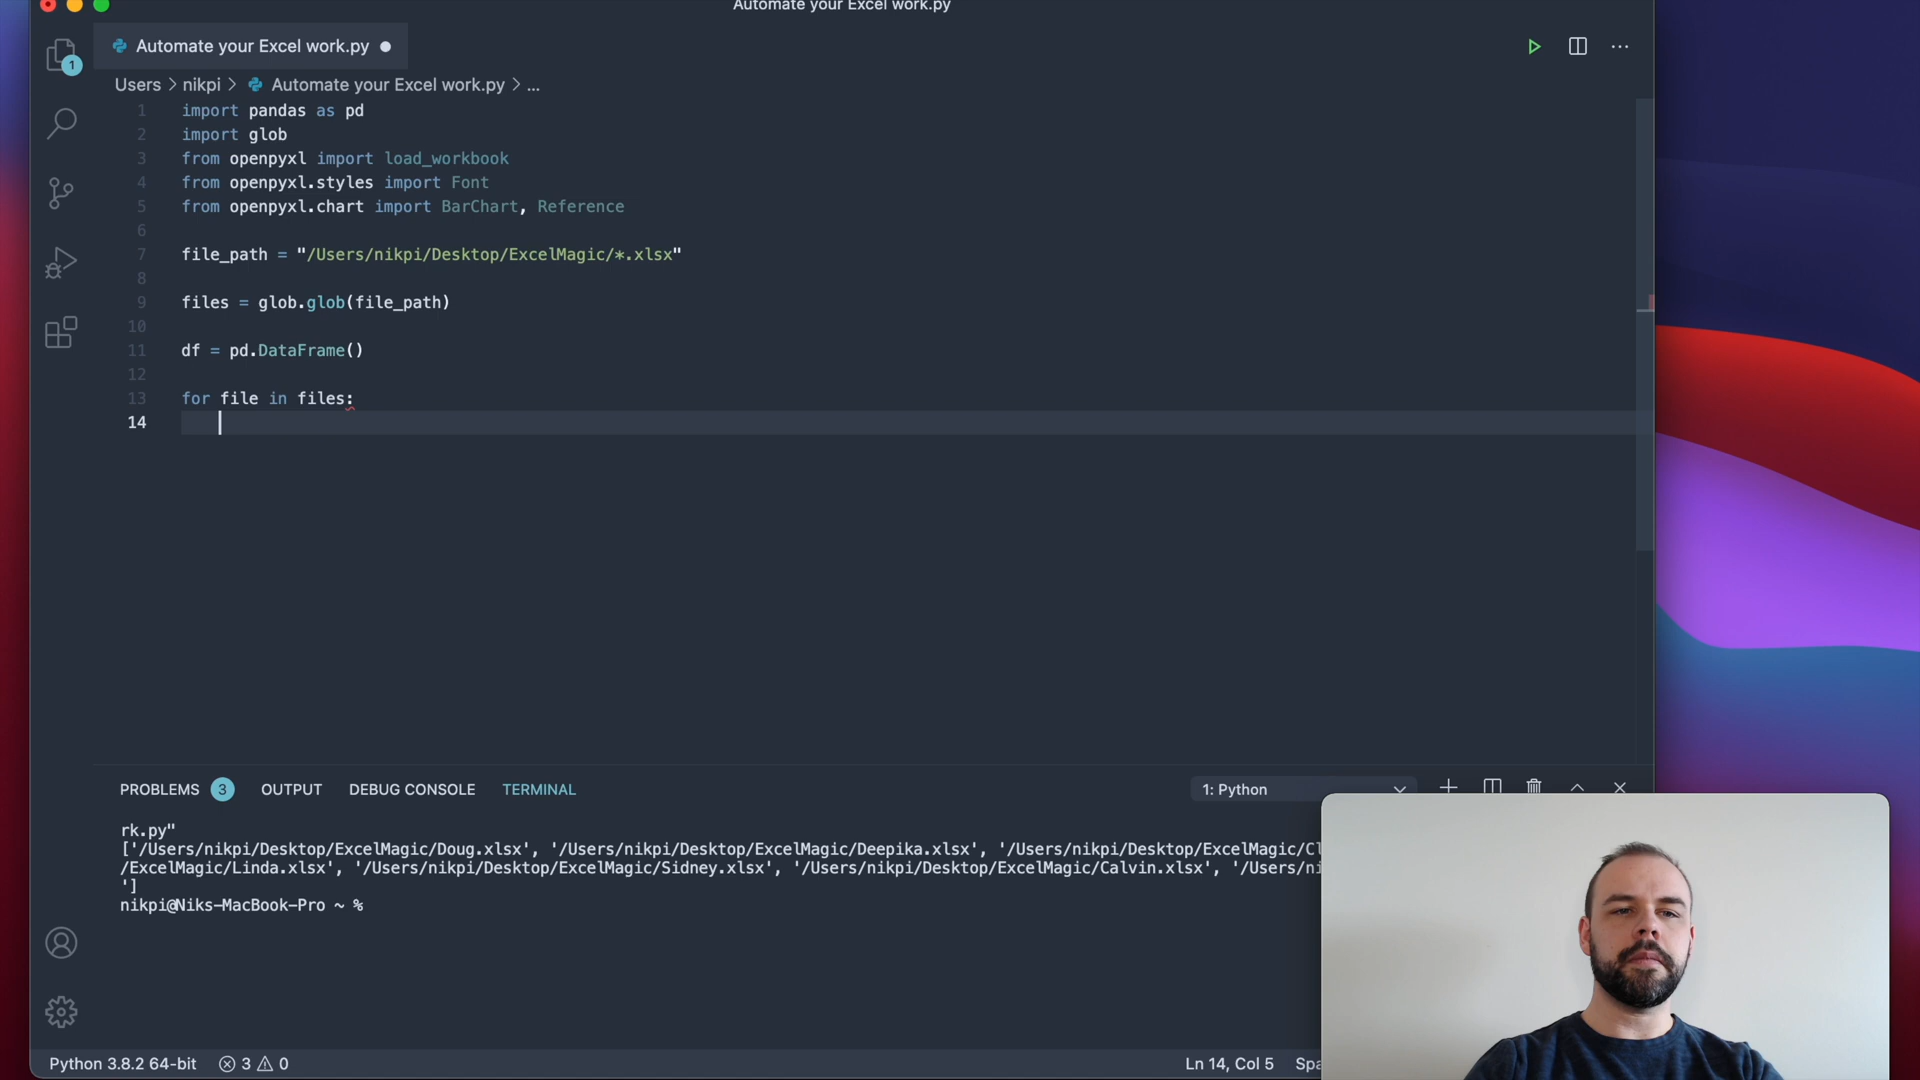 Automate your Excel work.py
Automate your Excel work.py
1
Users > nikpi > Automate your Excel work.py > ...
1 import pandas as pd
2 import glob
3 from openpyxl import load_workbook
4 from openpyxl.styles import Font
5 from openpyxl.chart import BarChart, Reference
6
7 file_path = "/Users/nikpi/Desktop/ExcelMagic/*.xlsx"
8
9 files = glob.glob(file_path)
10
11 df = pd.DataFrame()
12
13 for file in files:
14
PROBLEMS 3 OUTPUT DEBUG CONSOLE TERMINAL 1: Python
rk.py"
['/Users/nikpi/Desktop/ExcelMagic/Doug.xlsx', '/Users/nikpi/Desktop/ExcelMagic/Deepika.xlsx', '/Users/nikpi/Desktop/ExcelMagic/
/ExcelMagic/Linda.xlsx', '/Users/nikpi/Desktop/ExcelMagic/Sidney.xlsx', '/Users/nikpi/Desktop/ExcelMagic/Calvin.xlsx',
']
nikpi@Niks-MacBook-Pro ~ %
Python 3.8.2 64-bit 3 0 Ln 14, Col 5